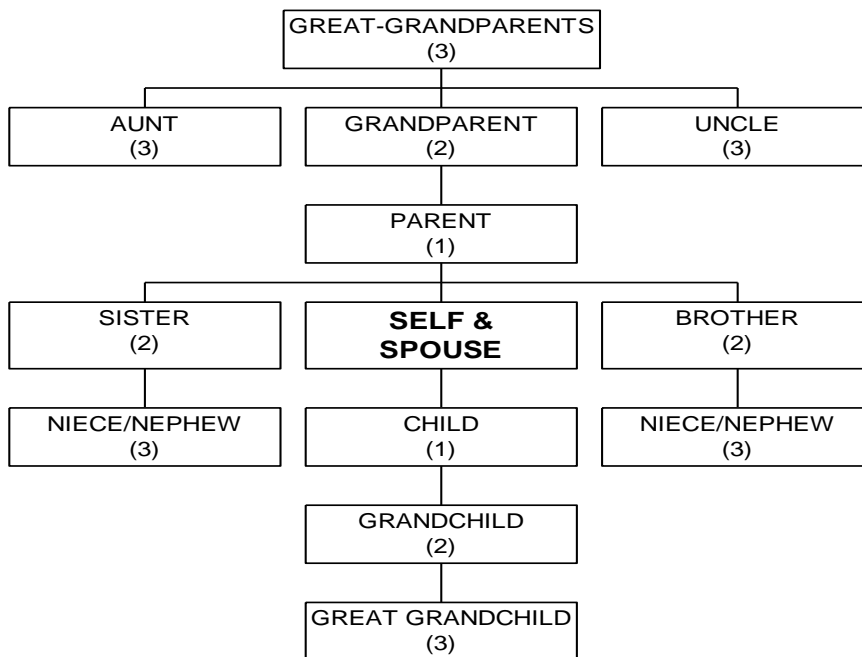 GREAT-GRANDPARENTS
(3)
AUNT
(3)
GRANDPARENT
(2)
UNCLE
(3)
PARENT
(1)
SISTER
(2)
SELF &
SPOUSE
BROTHER
(2)
NIECE/NEPHEW
(3)
CHILD
(1)
NIECE/NEPHEW
(3)
GRANDCHILD
(2)
GREAT GRANDCHILD
(3)